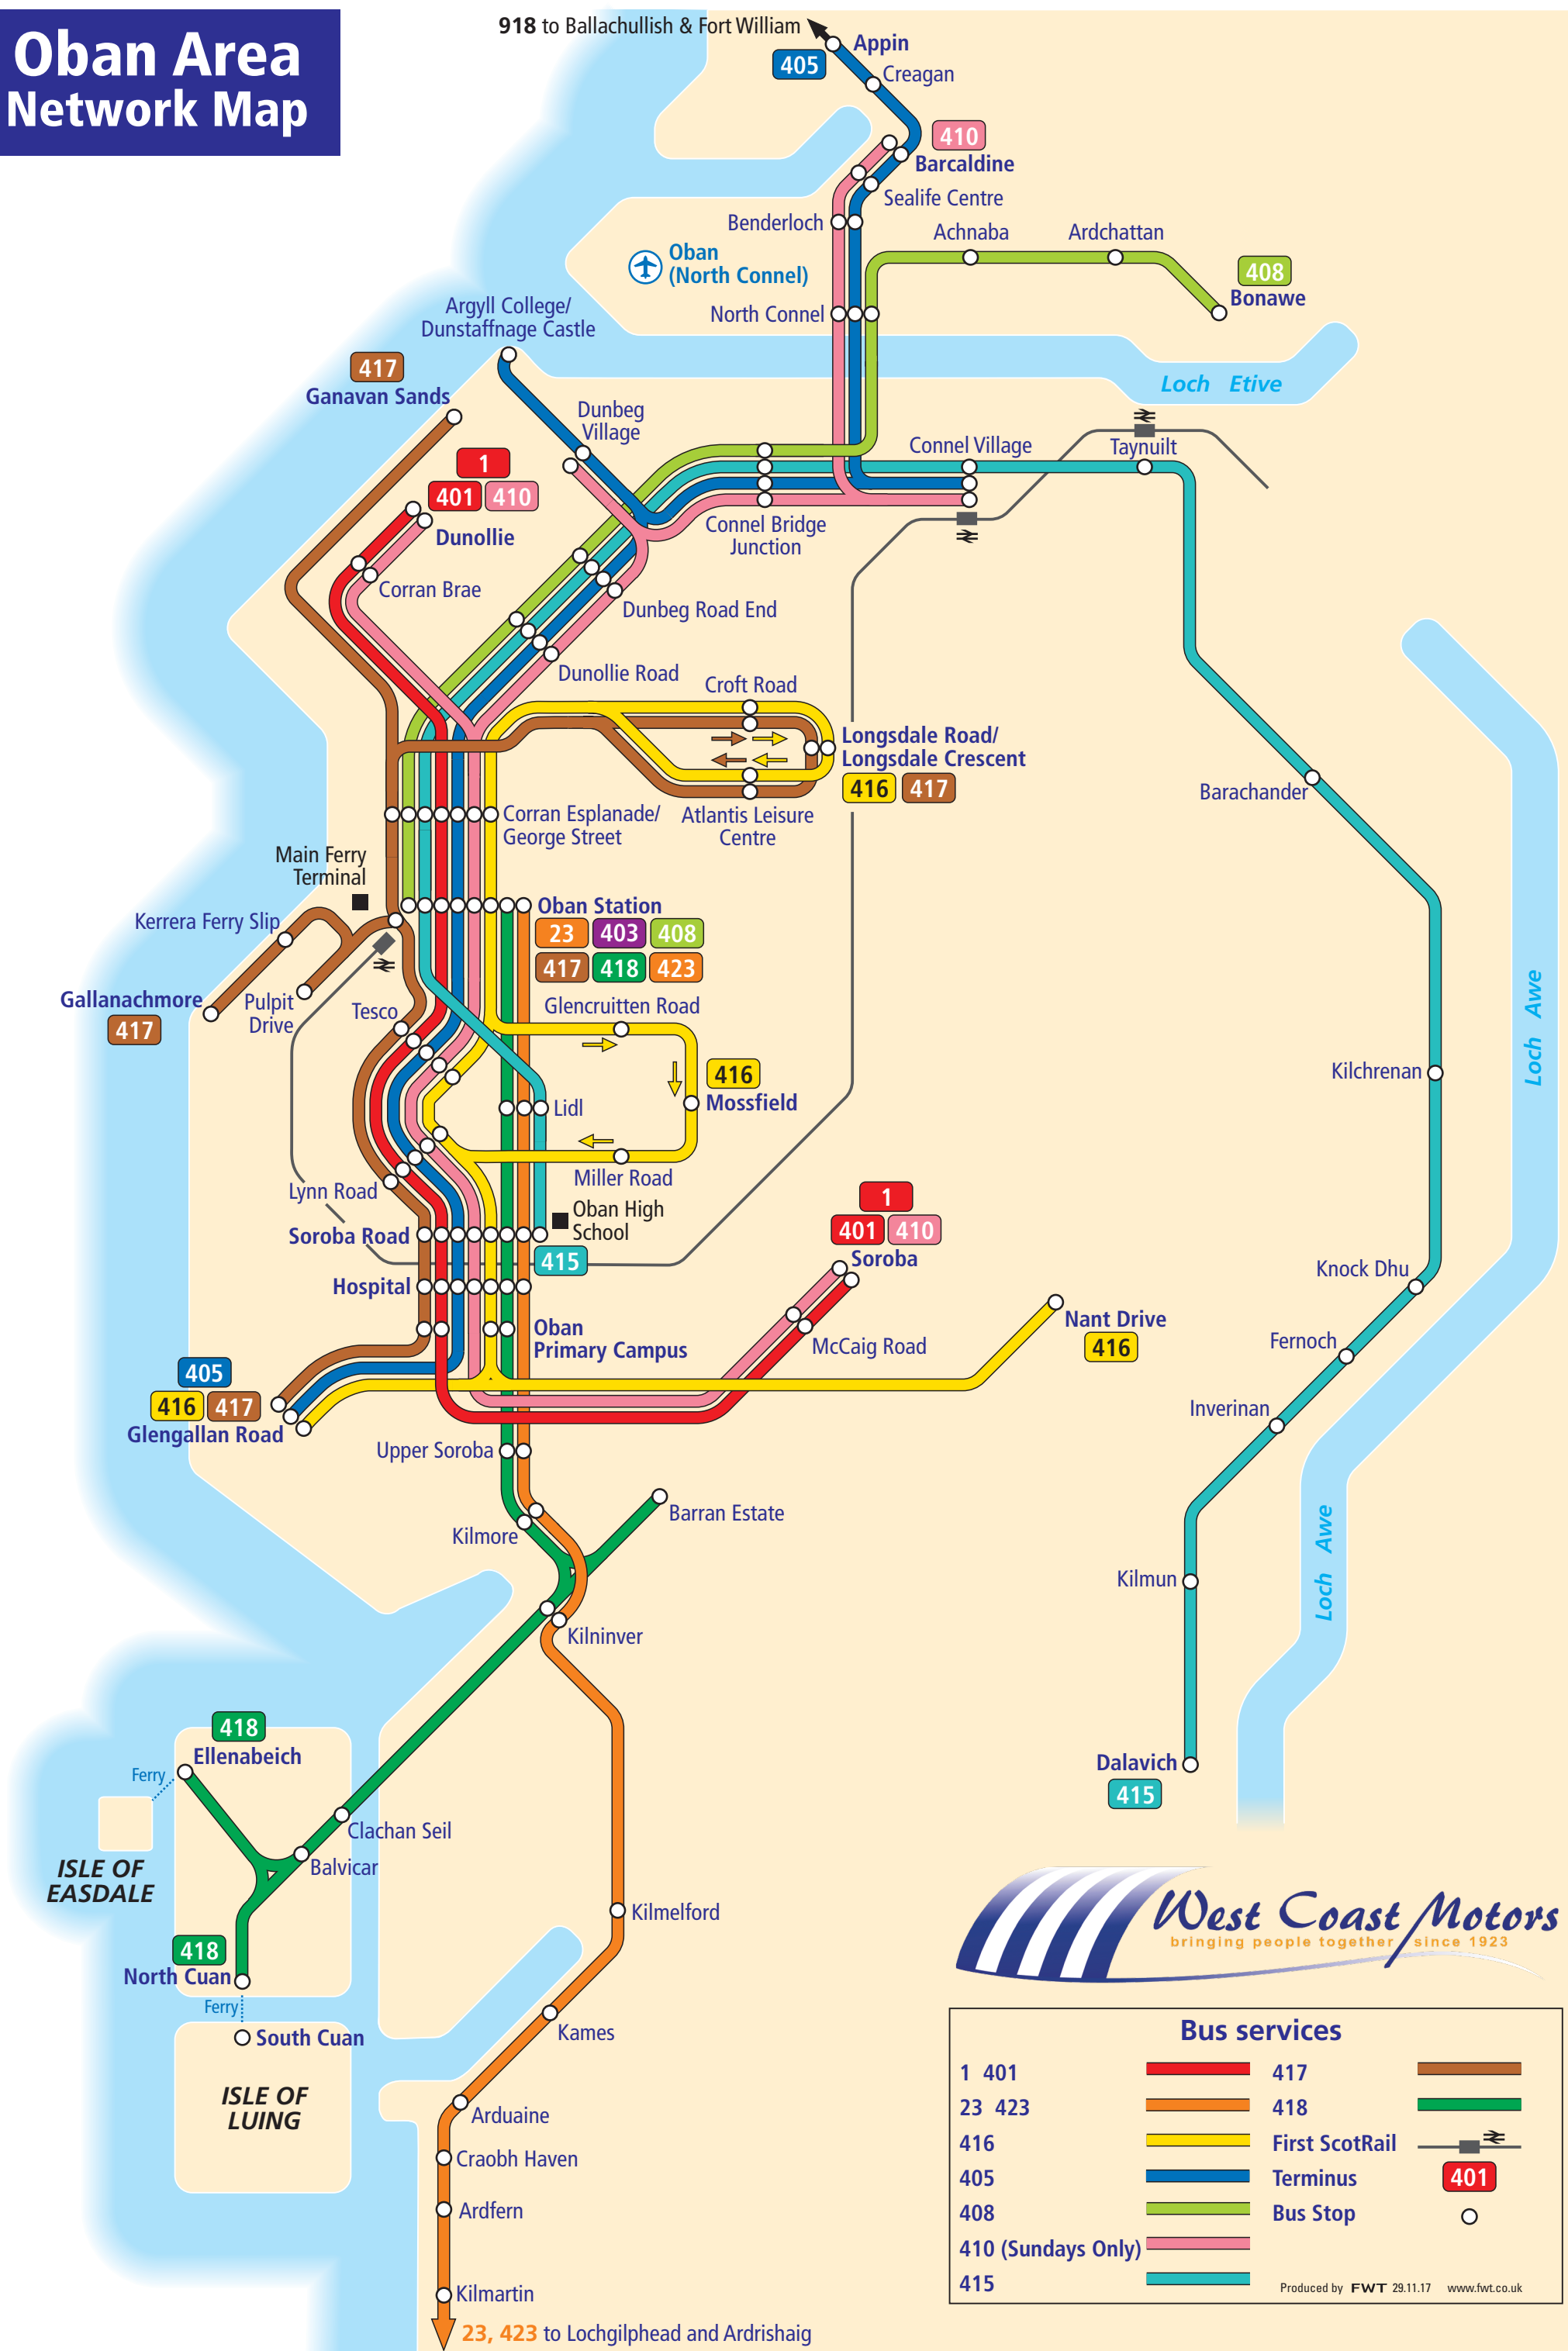 Oban Area
Network Map
918 to Ballachullish & Fort William
405
Appin
Creagan
410
Barcaldine
Sealife Centre
Benderloch
Achnaba
Ardchattan
408
Bonawe
Oban
(North Connel)
North Connel
Argyll College/
Dunstaffnage Castle
417
Ganavan Sands
Loch Etive
Dunbeg
Village
Connel Village
Taynuilt
1
401
410
Dunollie
Connel Bridge
Junction
Corran Brae
Dunbeg Road End
Dunollie Road
Croft Road
Longsdale Road/
Longsdale Crescent
416
417
Barachander
Corran Esplanade/
George Street
Atlantis Leisure
Centre
Main Ferry
Terminal
Kerrera Ferry Slip
Oban Station
23
403
408
417
418
423
Gallanachmore
417
Pulpit
Drive
Tesco
Glencruitten Road
416
Mossfield
Lidl
Kilchrenan
Loch Awe
Miller Road
Lynn Road
Oban High
School
Soroba Road
415
1
401
410
Soroba
Hospital
Knock Dhu
Nant Drive
416
Oban
Primary Campus
McCaig Road
Fernoch
405
416
417
Glengallan Road
Inverinan
Upper Soroba
Barran Estate
Kilmore
Loch Awe
Kilmun
Kilninver
418
Ellenabeich
Ferry
Dalavich
415
Clachan Seil
Balvicar
ISLE OF
EASDALE
Kilmelford
418
North Cuan
Ferry
South Cuan
Kames
ISLE OF
LUING
Arduaine
Craobh Haven
Ardfern
Kilmartin
23, 423 to Lochgilphead and Ardrishaig
West Coast Motors
bringing people together since 1923
Bus services
1 401
23 423
416
405
408
410 (Sundays Only)
415
417
418
First ScotRail
Terminus
401
Bus Stop
Produced by FWT 29.11.17 www.fwt.co.uk